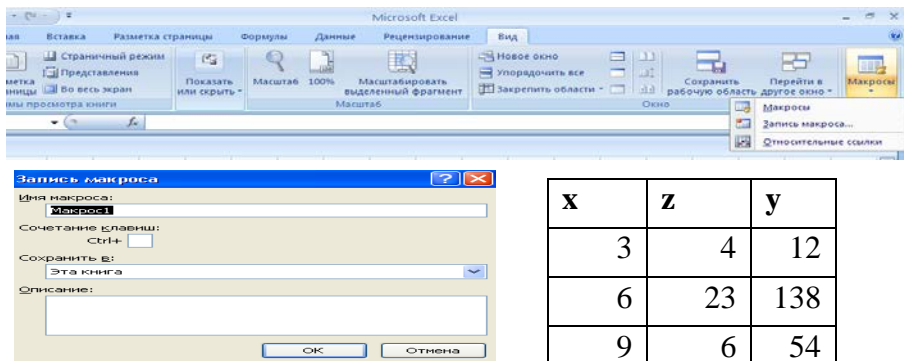 Microsoft Excel
Вставка Разметка страницы Формулы Данные Рецензирование Вид
Страничный режим
Представления
Во весь экран
Показать или скрыть
Масштаб
100%
Масштабировать выделенный фрагмент
Новое окно
Упорядочить все
Закрепить области
Сохранить рабочую область
Перейти в другое окно
Макросы
просмотра книги
Масштаб
Окно
fx
Макросы
Запись макроса...
Относительные ссылки
Запись макроса
Имя макроса:
Макрос1
Сочетание клавиш:
Ctrl+
Сохранить в:
Эта книга
Описание:
ОК Отмена
x z y
3 4 12
6 23 138
9 6 54